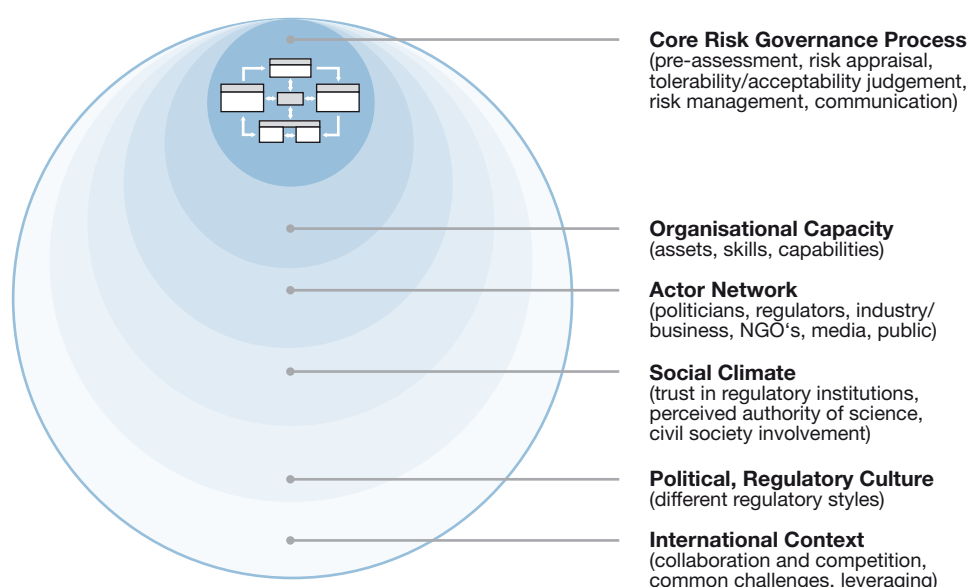 Core Risk Governance Process
(pre-assessment, risk appraisal,
tolerability/acceptability judgement,
risk management, communication)
Organisational Capacity
(assets, skills, capabilities)
Actor Network
(politicians, regulators, industry/
business, NGO‘s, media, public)
Social Climate
(trust in regulatory institutions,
perceived authority of science,
civil society involvement)
Political, Regulatory Culture
(different regulatory styles)
International Context
(collaboration and competition,
common challenges, leveraging)